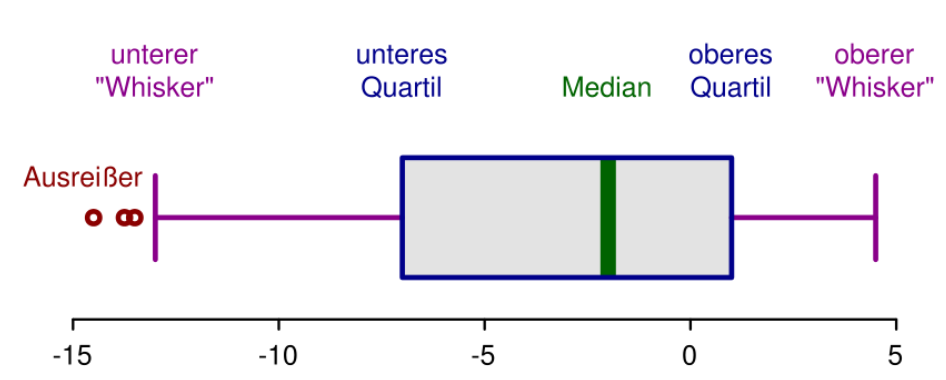 unterer
"Whisker"
unteres
Quartil
Median
oberes
Quartil
oberer
"Whisker"
Ausreißer
-15
-10
-5
0
5